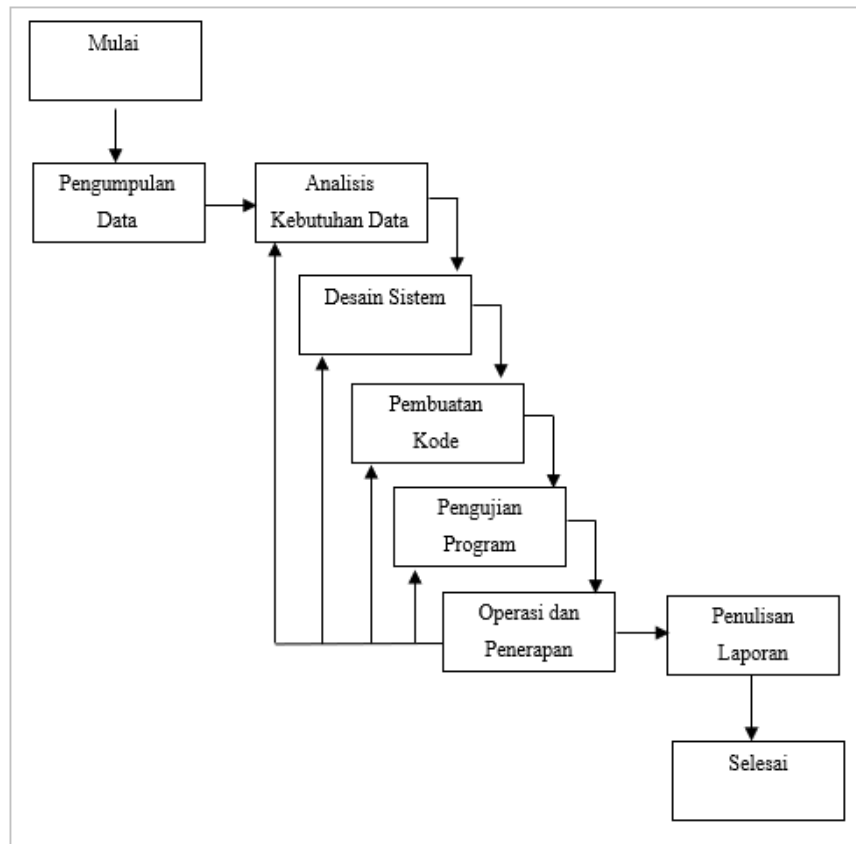 Mulai
Pengumpulan
Data
Analisis
Kebutuhan Data
Desain Sistem
Pembuatan
Kode
Pengujian
Program
Operasi dan
Penerapan
Penulisan
Laporan
Selesai